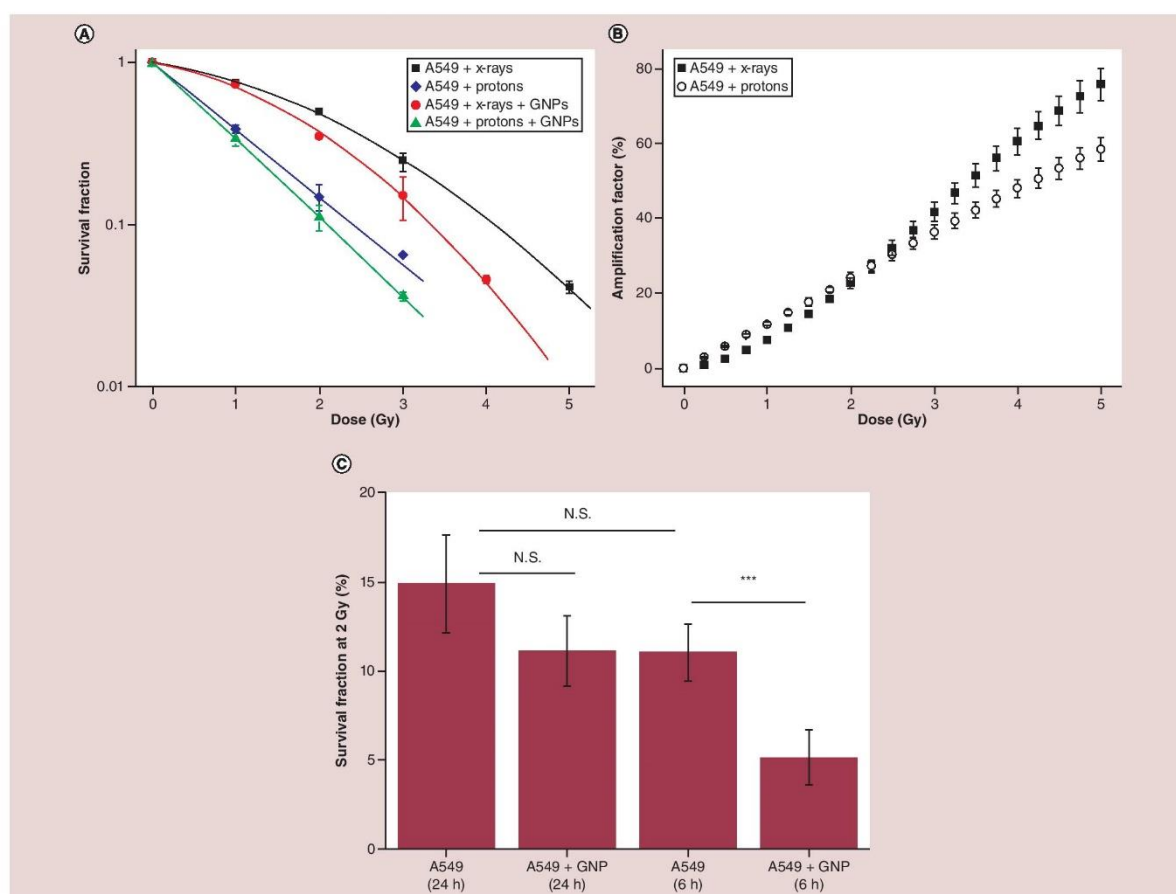 A
1
0.1
0.01
Survival fraction
A549 + x-rays
A549 + protons
A549 + x-rays + GNPs
A549 + protons + GNPs
0 1 2 3 4 5
Dose (Gy)
B
80
60
40
20
0
Amplification factor (%)
A549 + x-rays
A549 + protons
0 1 2 3 4 5
Dose (Gy)
C
20
15
10
5
0
Survival fraction at 2 Gy (%)
N.S.
N.S.
***
A549 A549 + GNP A549 A549 + GNP
(24 h) (24 h) (6 h) (6 h)